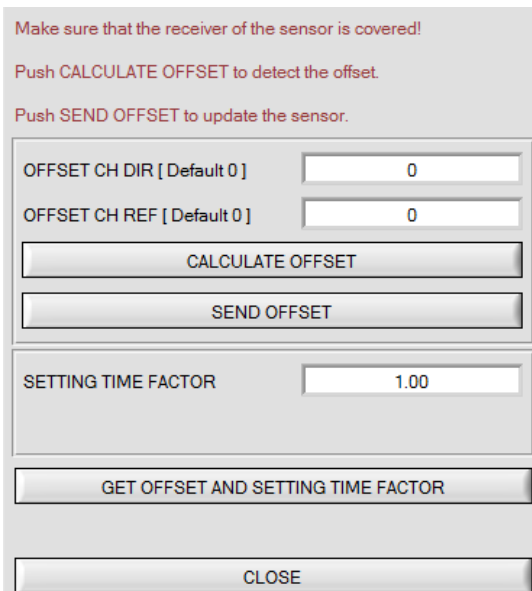 Make sure that the receiver of the sensor is covered!
Push CALCULATE OFFSET to detect the offset.
Push SEND OFFSET to update the sensor.
OFFSET CH DIR [ Default 0 ] 0
OFFSET CH REF [ Default 0 ] 0
CALCULATE OFFSET
SEND OFFSET
SETTING TIME FACTOR 1.00
GET OFFSET AND SETTING TIME FACTOR
CLOSE